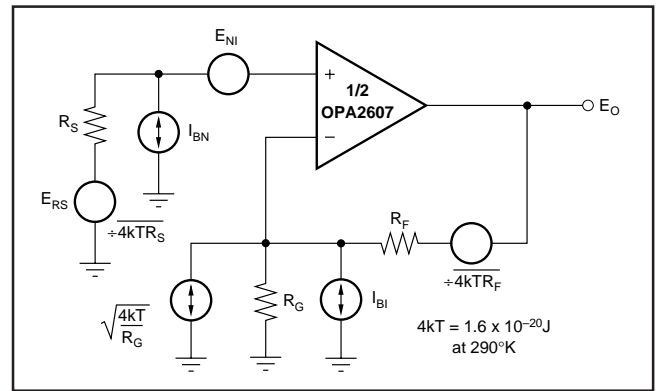 E_NI
1/2
OPA2607
+
−
E_O
R_S
I_BN
E_RS
÷4kTR_S
R_F
÷4kTR_F
√4kT/R_G
R_G
I_BI
4kT = 1.6 x 10^–20 J
at 290°K